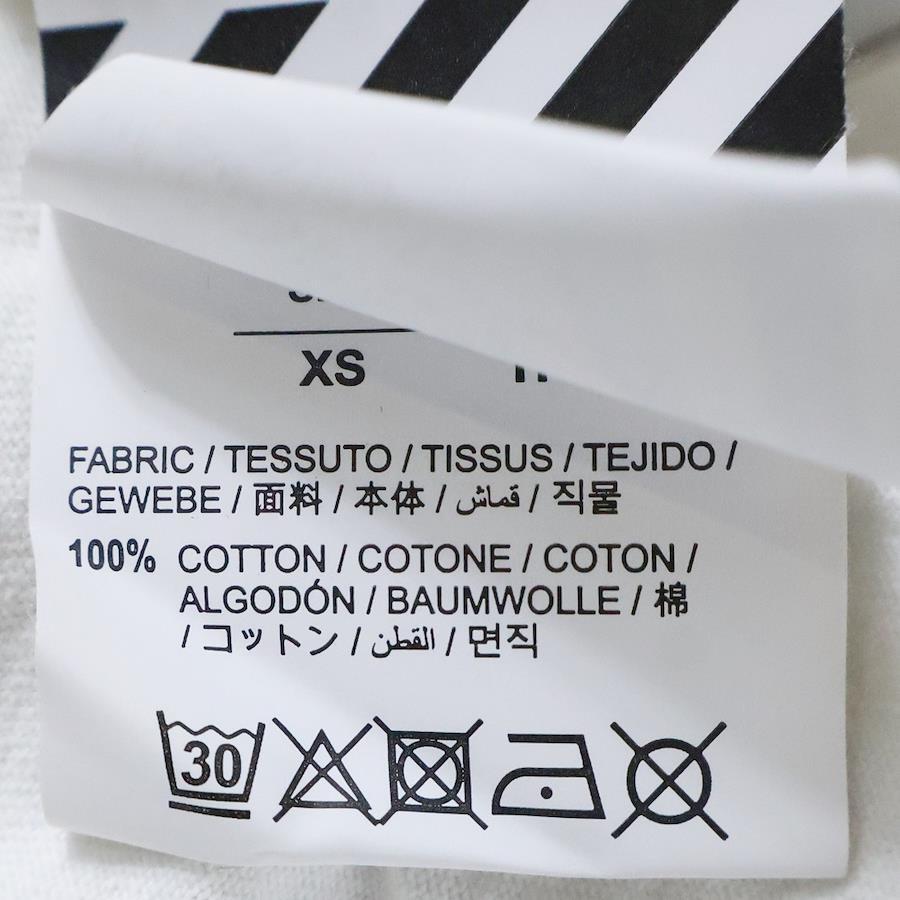 XS
FABRIC / TESSUTO / TISSUS / TEJIDO /
GEWEBE / 面料 / 本体 / قماش / 직물
100% COTTON / COTONE / COTON /
ALGODÓN / BAUMWOLLE / 棉
/ コットン / القطن / 면직
30